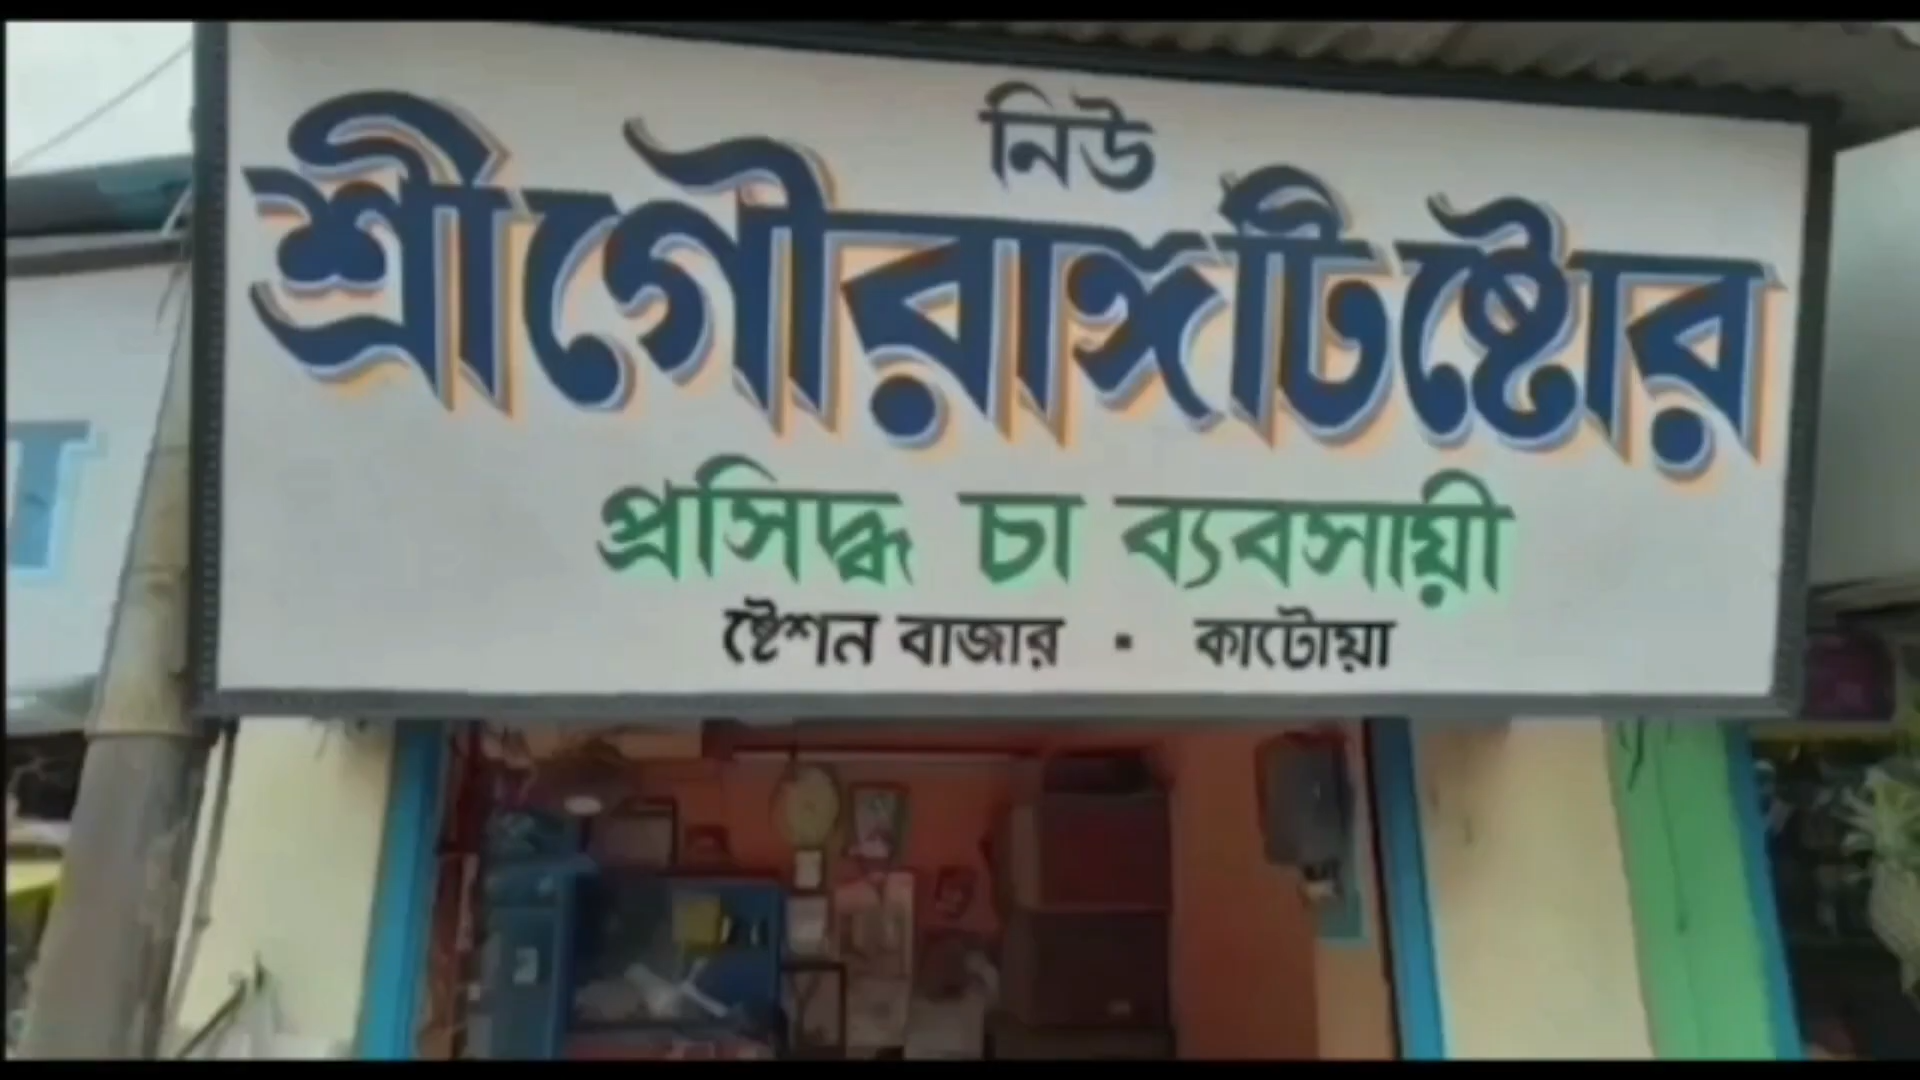 নিউ
শ্রীগৌরাঙ্গ টি ষ্টোর
প্রসিদ্ধ চা ব্যবসায়ী
ষ্টেশন বাজার • কাটোয়া